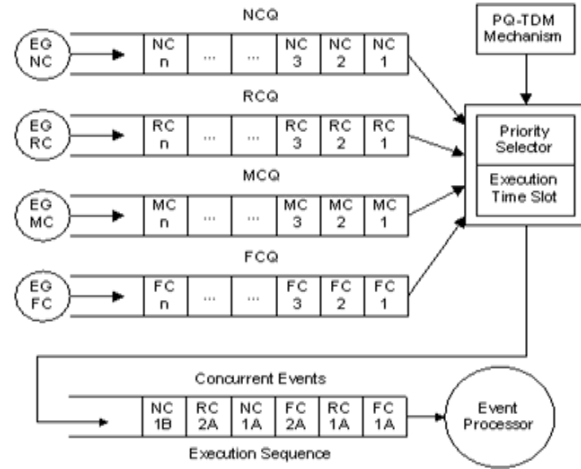 NCQ
EG
NC
NC
n
...
...
NC
3
NC
2
NC
1
PQ-TDM
Mechanism
RCQ
EG
RC
RC
n
...
...
RC
3
RC
2
RC
1
Priority
Selector
Execution
Time Slot
MCQ
EG
MC
MC
n
...
...
MC
3
MC
2
MC
1
FCQ
EG
FC
FC
n
...
...
FC
3
FC
2
FC
1
Concurrent Events
NC
1B
RC
2A
NC
1A
FC
2A
RC
1A
FC
1A
Execution Sequence
Event
Processor